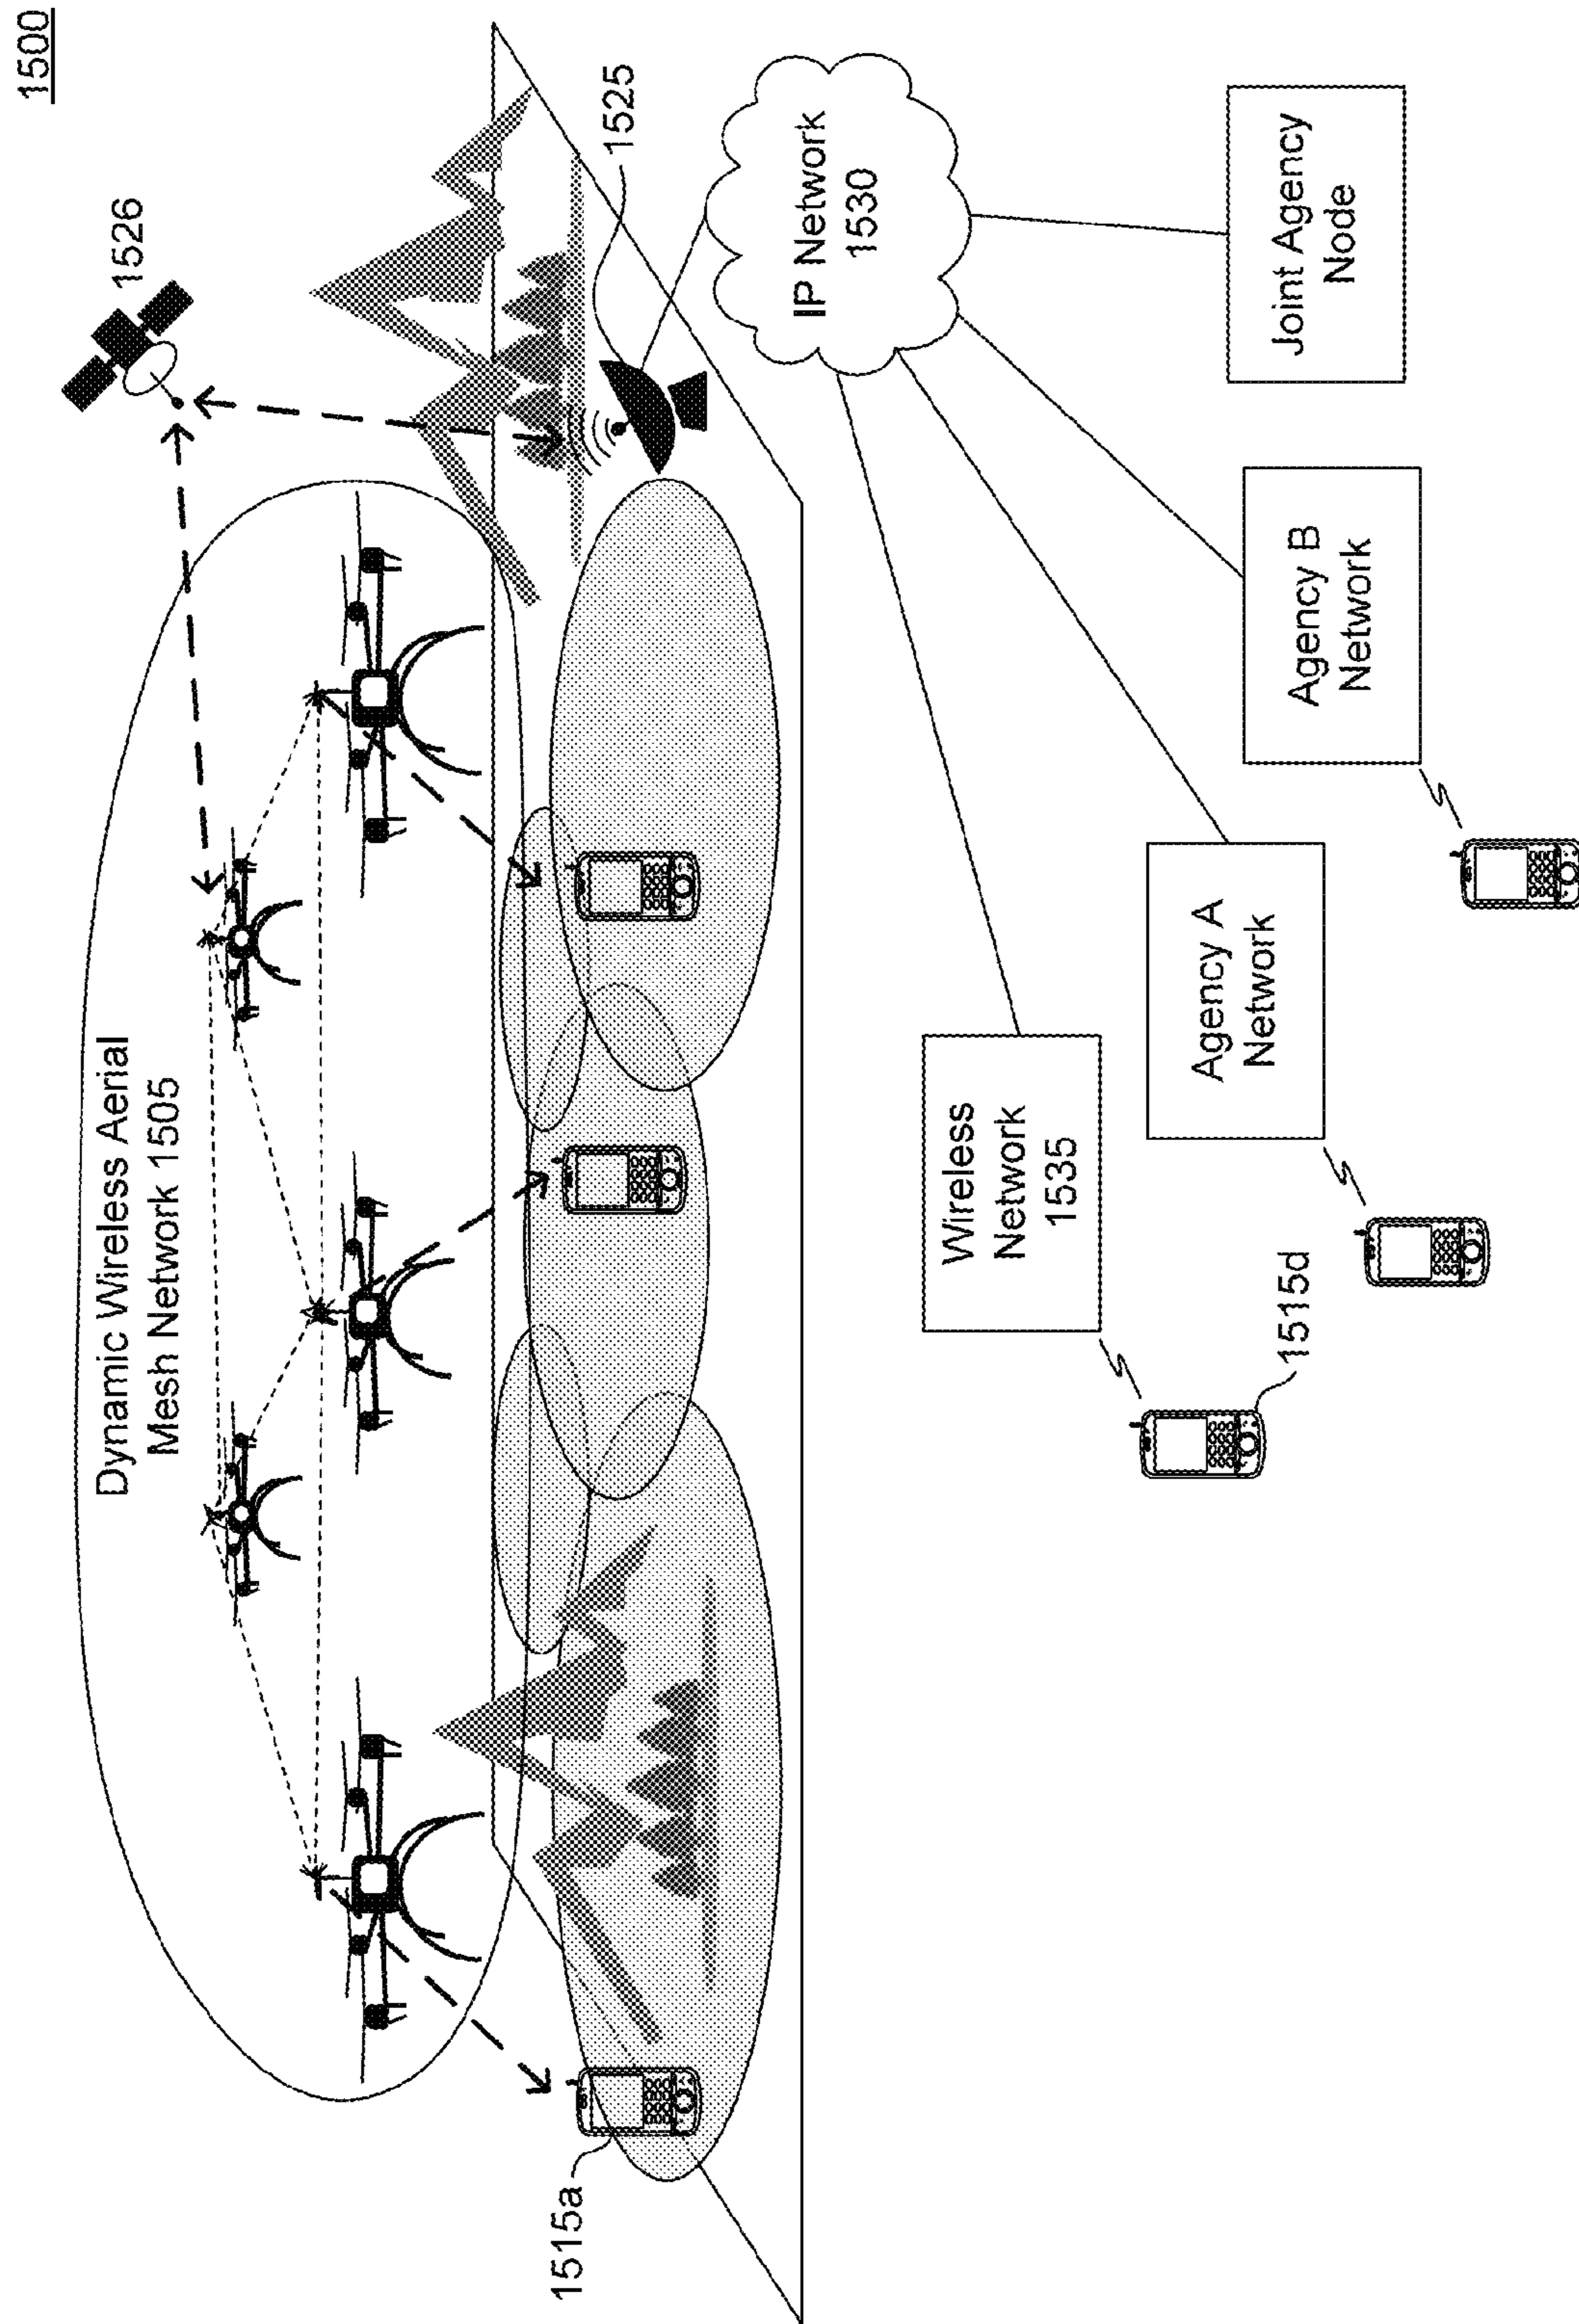 1500
1526
Dynamic Wireless Aerial
Mesh Network 1505
1525
1515a
IP Network
1530
Wireless
Network
1535
1515d
Agency A
Network
Agency B
Network
Joint Agency
Node